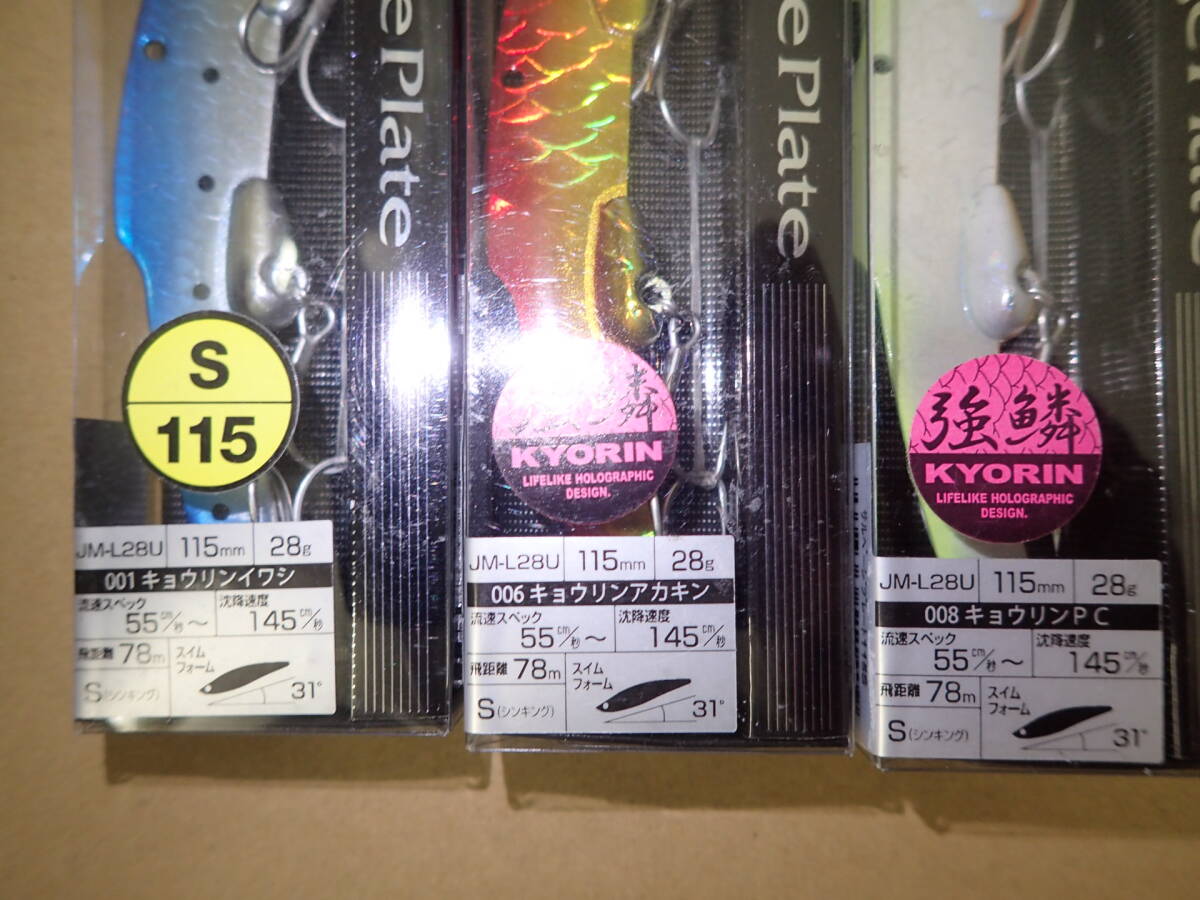 ePlate
S
115
JM-L28U 115mm 28g
001 キョウリンイワシ
流速スペック 沈降速度
55cm/秒～ 145cm/秒
飛距離 78m スイム
フォーム
S(シンキング) 31°
ePlate
鱗
KYORIN
LIFELIKE HOLOGRAPHIC
DESIGN.
JM-L28U 115mm 28g
006 キョウリンアカキン
流速スペック 沈降速度
55cm/秒～ 145cm/秒
飛距離 78m スイム
フォーム
S(シンキング) 31°
ePlate
強鱗
KYORIN
LIFELIKE HOLOGRAPHIC
DESIGN.
JM-L28U 115mm 28g
008 キョウリンPC
流速スペック 沈降速度
55cm/秒～ 145cm/秒
飛距離 78m スイム
フォーム
S(シンキング) 31°